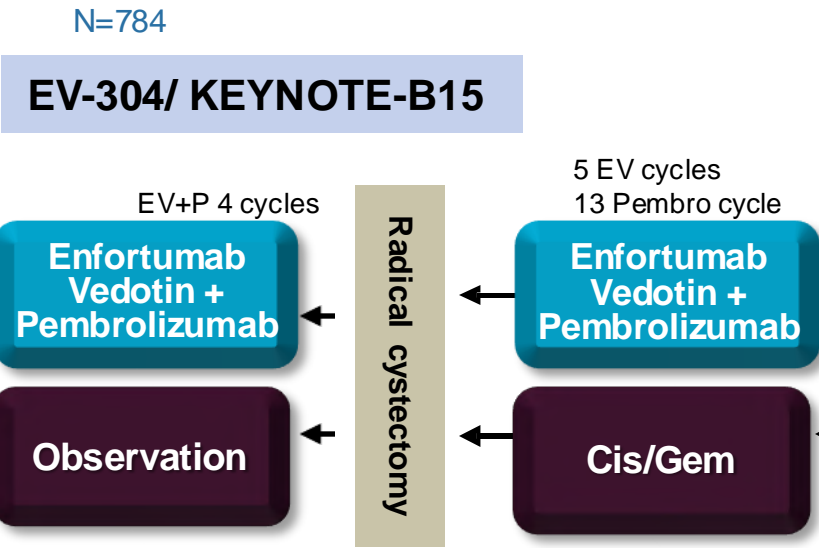 N=784
EV-304/ KEYNOTE-B15
EV+P 4 cycles
Enfortumab
Vedotin +
Pembrolizumab
Observation
Radical cystectomy
5 EV cycles
13 Pembro cycle
Enfortumab
Vedotin +
Pembrolizumab
Cis/Gem